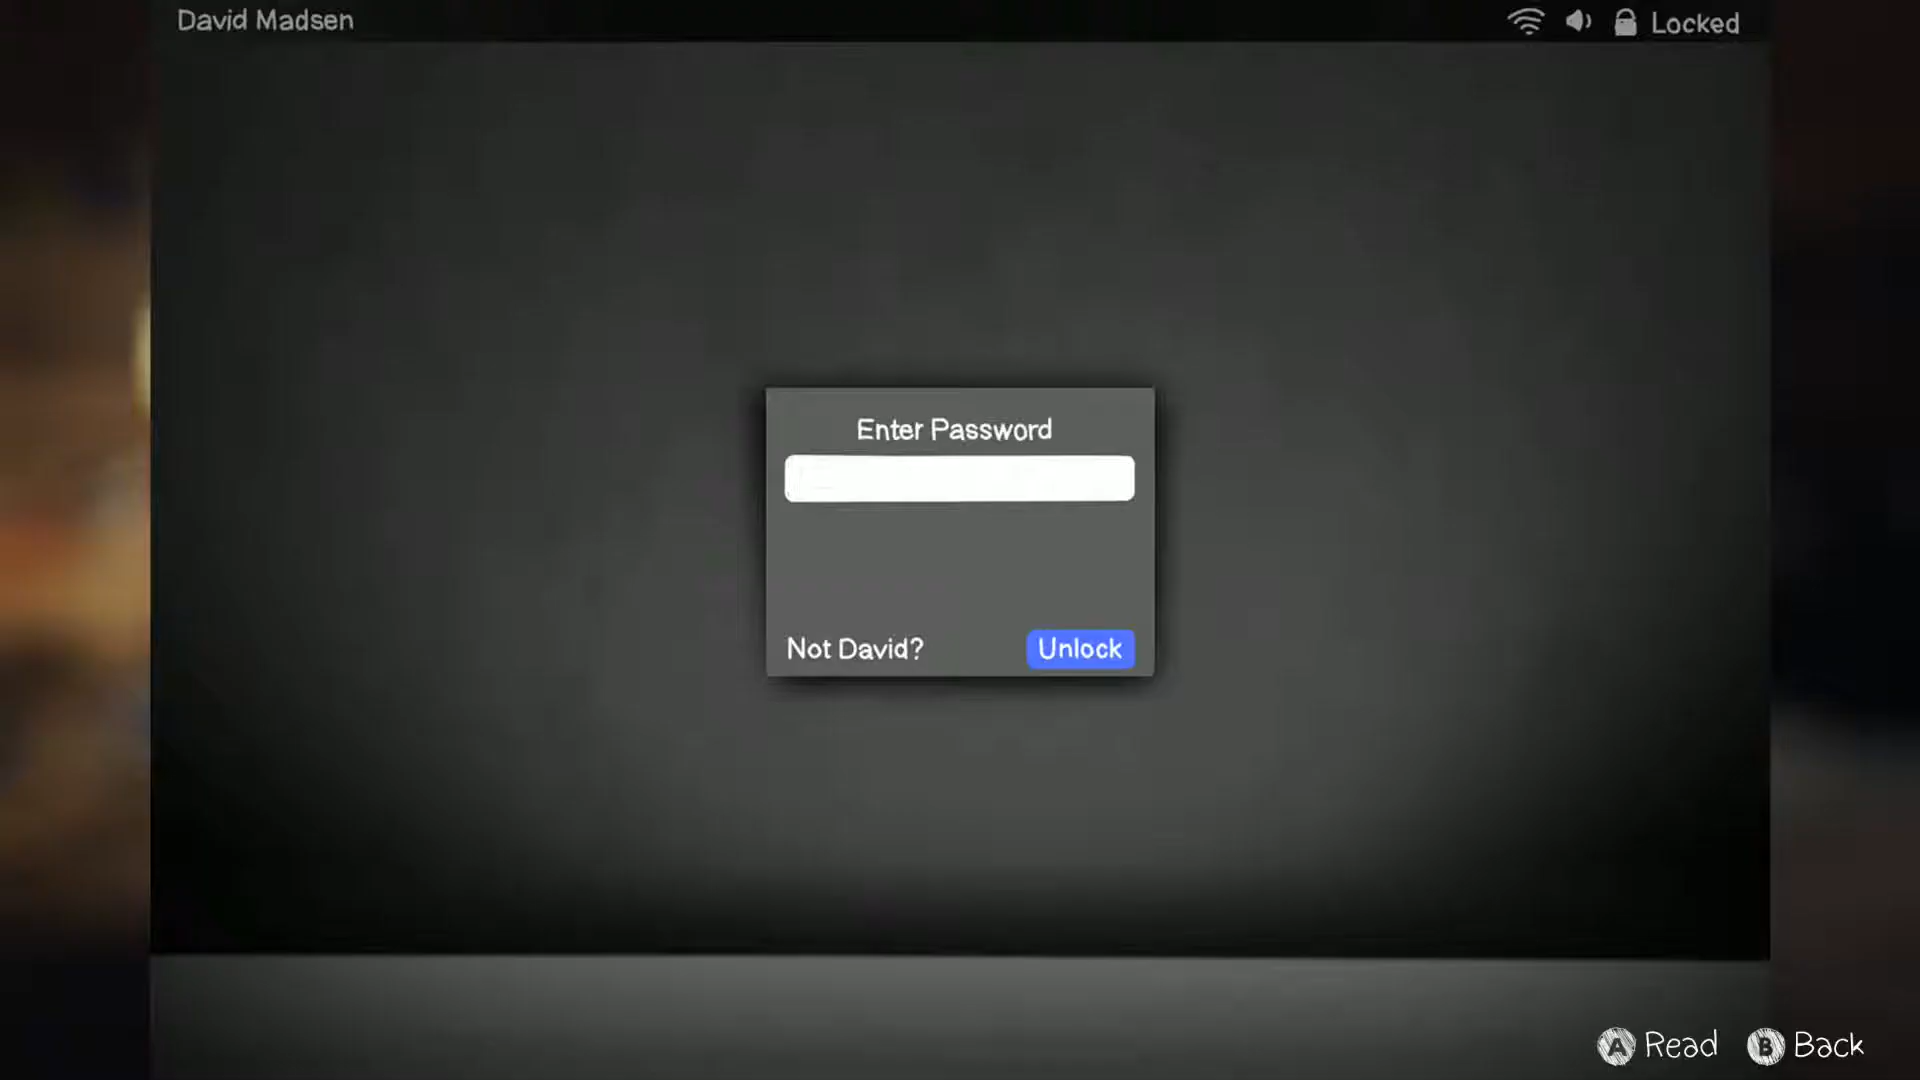 David Madsen
Locked
Enter Password
Not David?
Unlock
A Read B Back